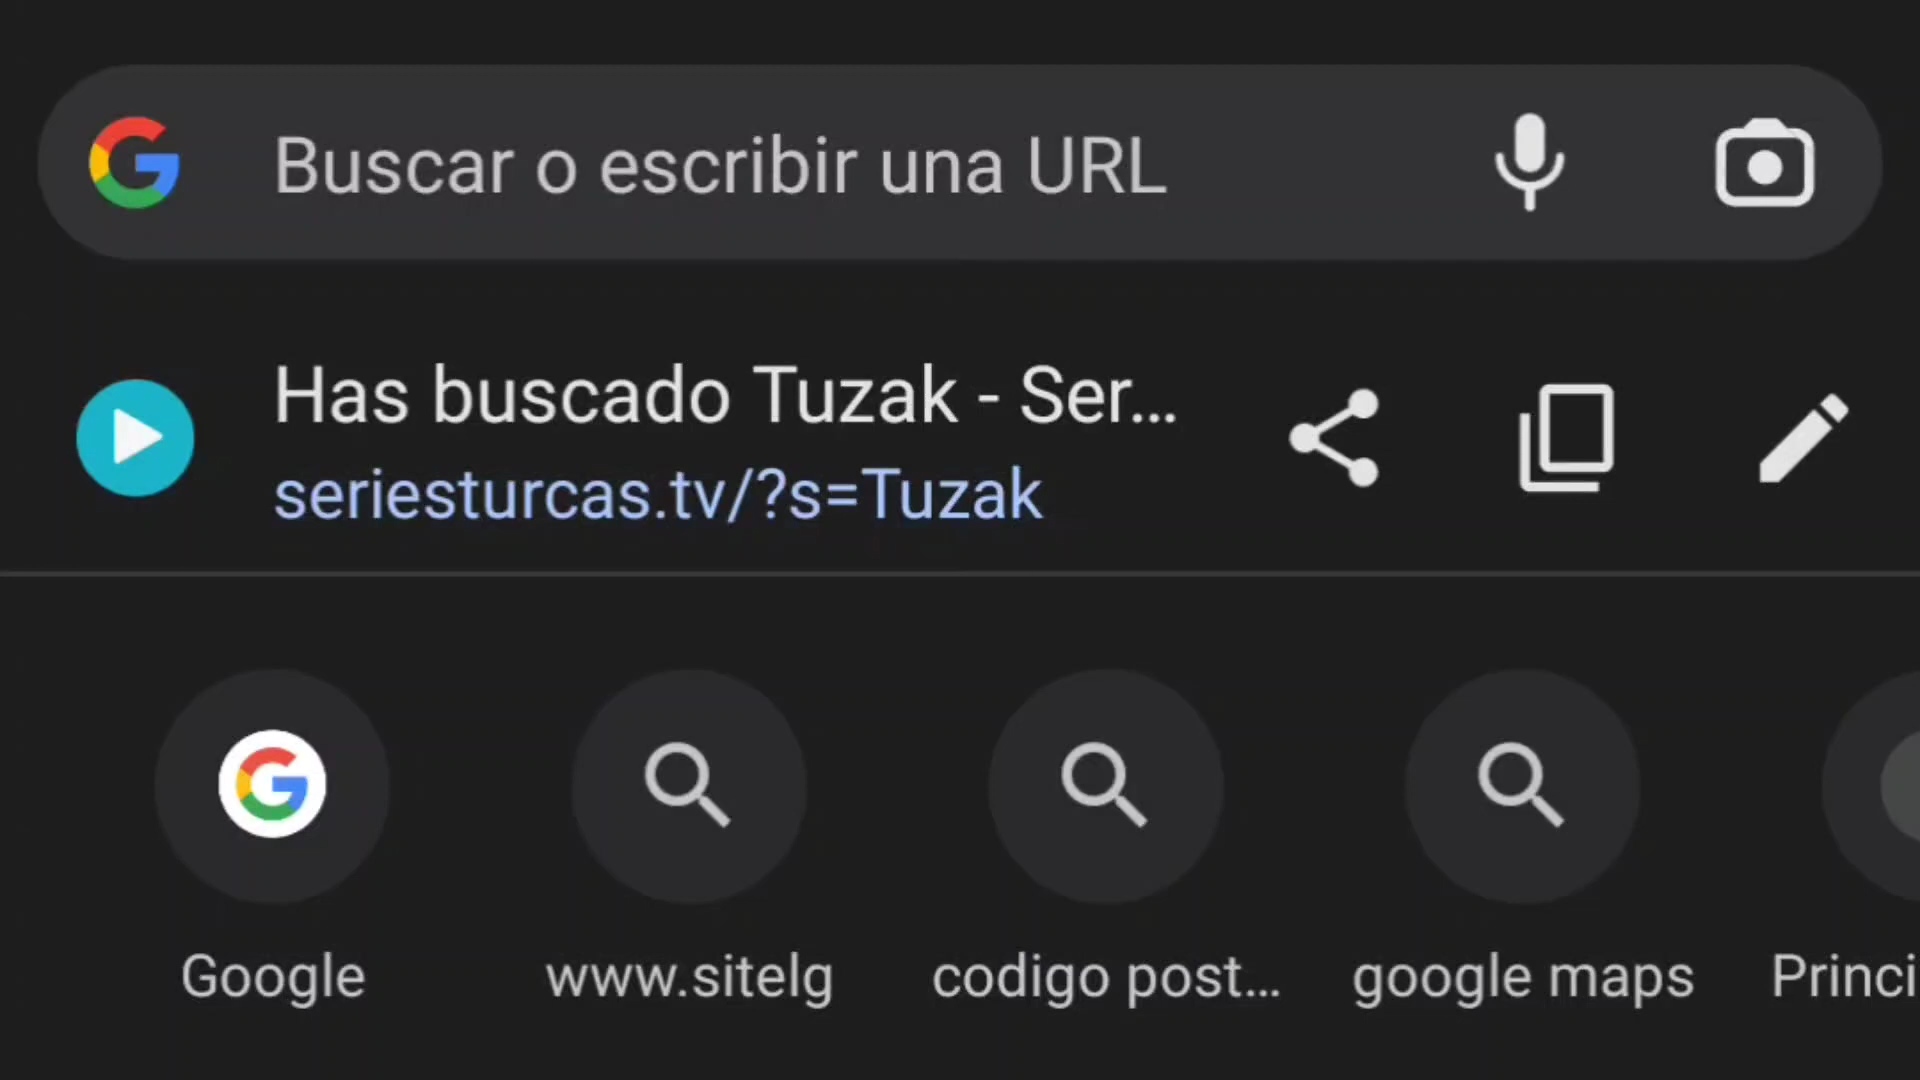 Buscar o escribir una URL
Has buscado Tuzak - Ser...
seriesturcas.tv/?s=Tuzak
Google
www.sitelg
codigo post...
google maps
Princi